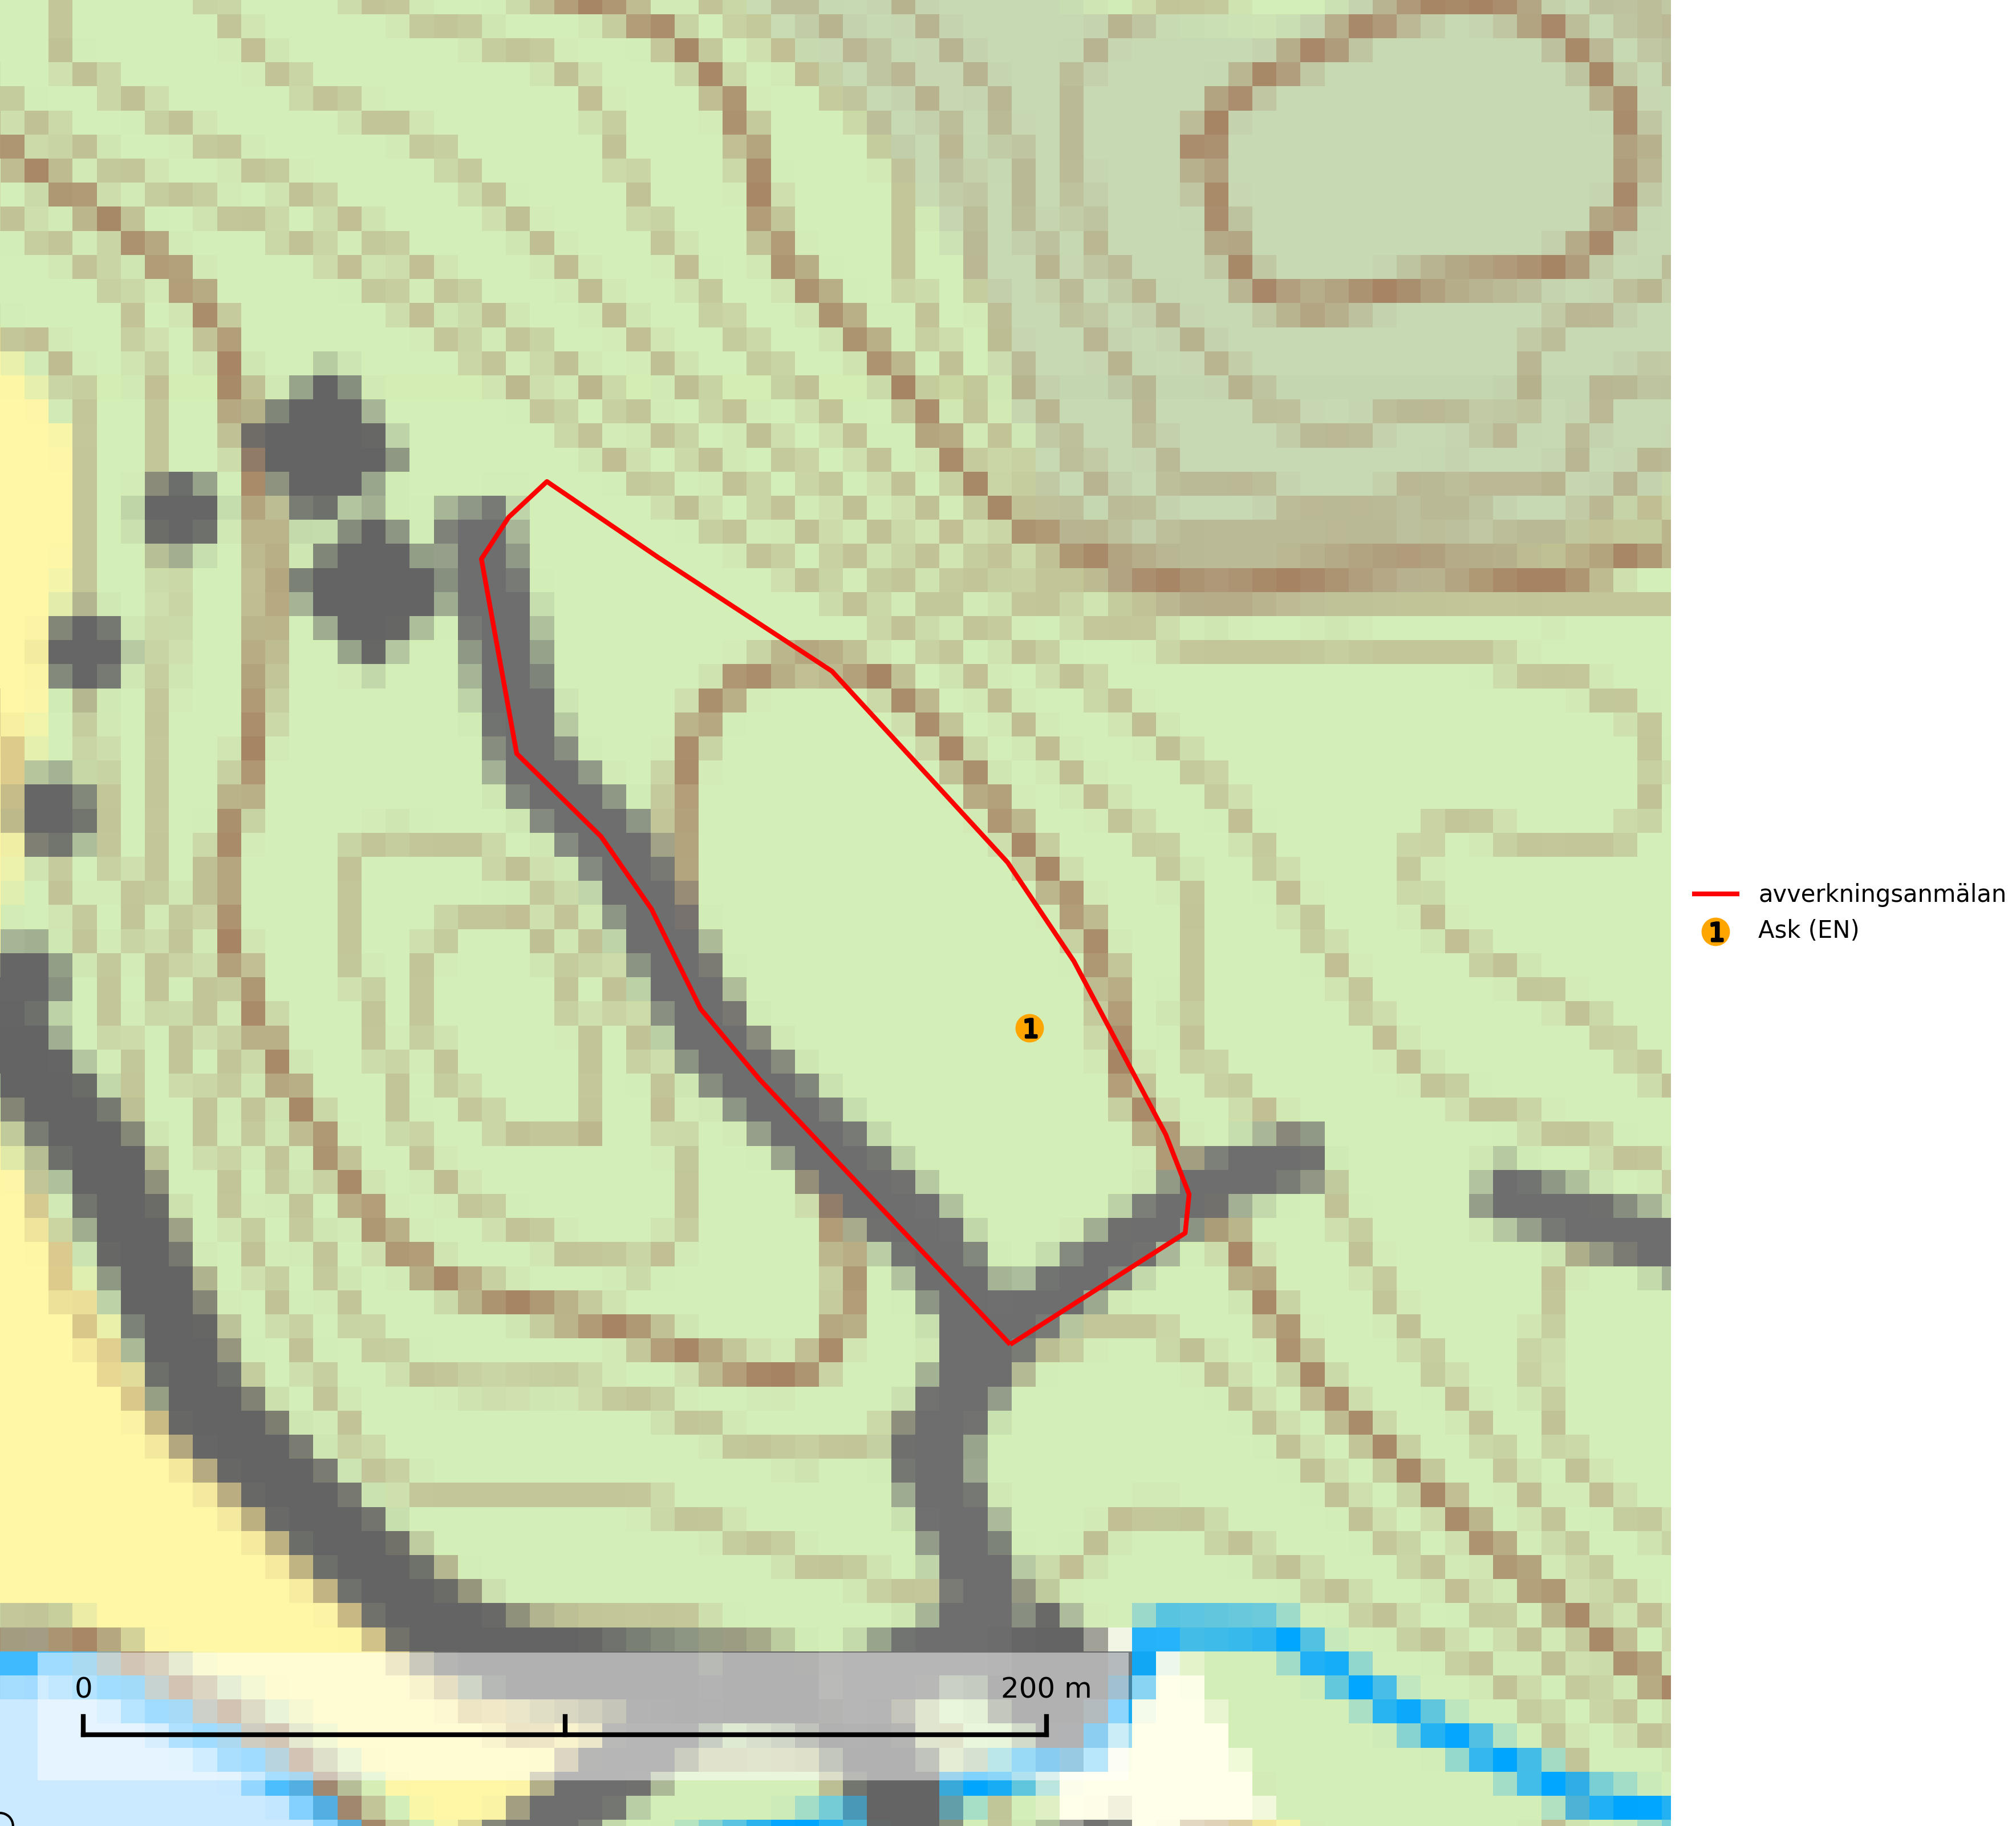 avverkningsanmälan
1 Ask (EN)
1
0 200 m